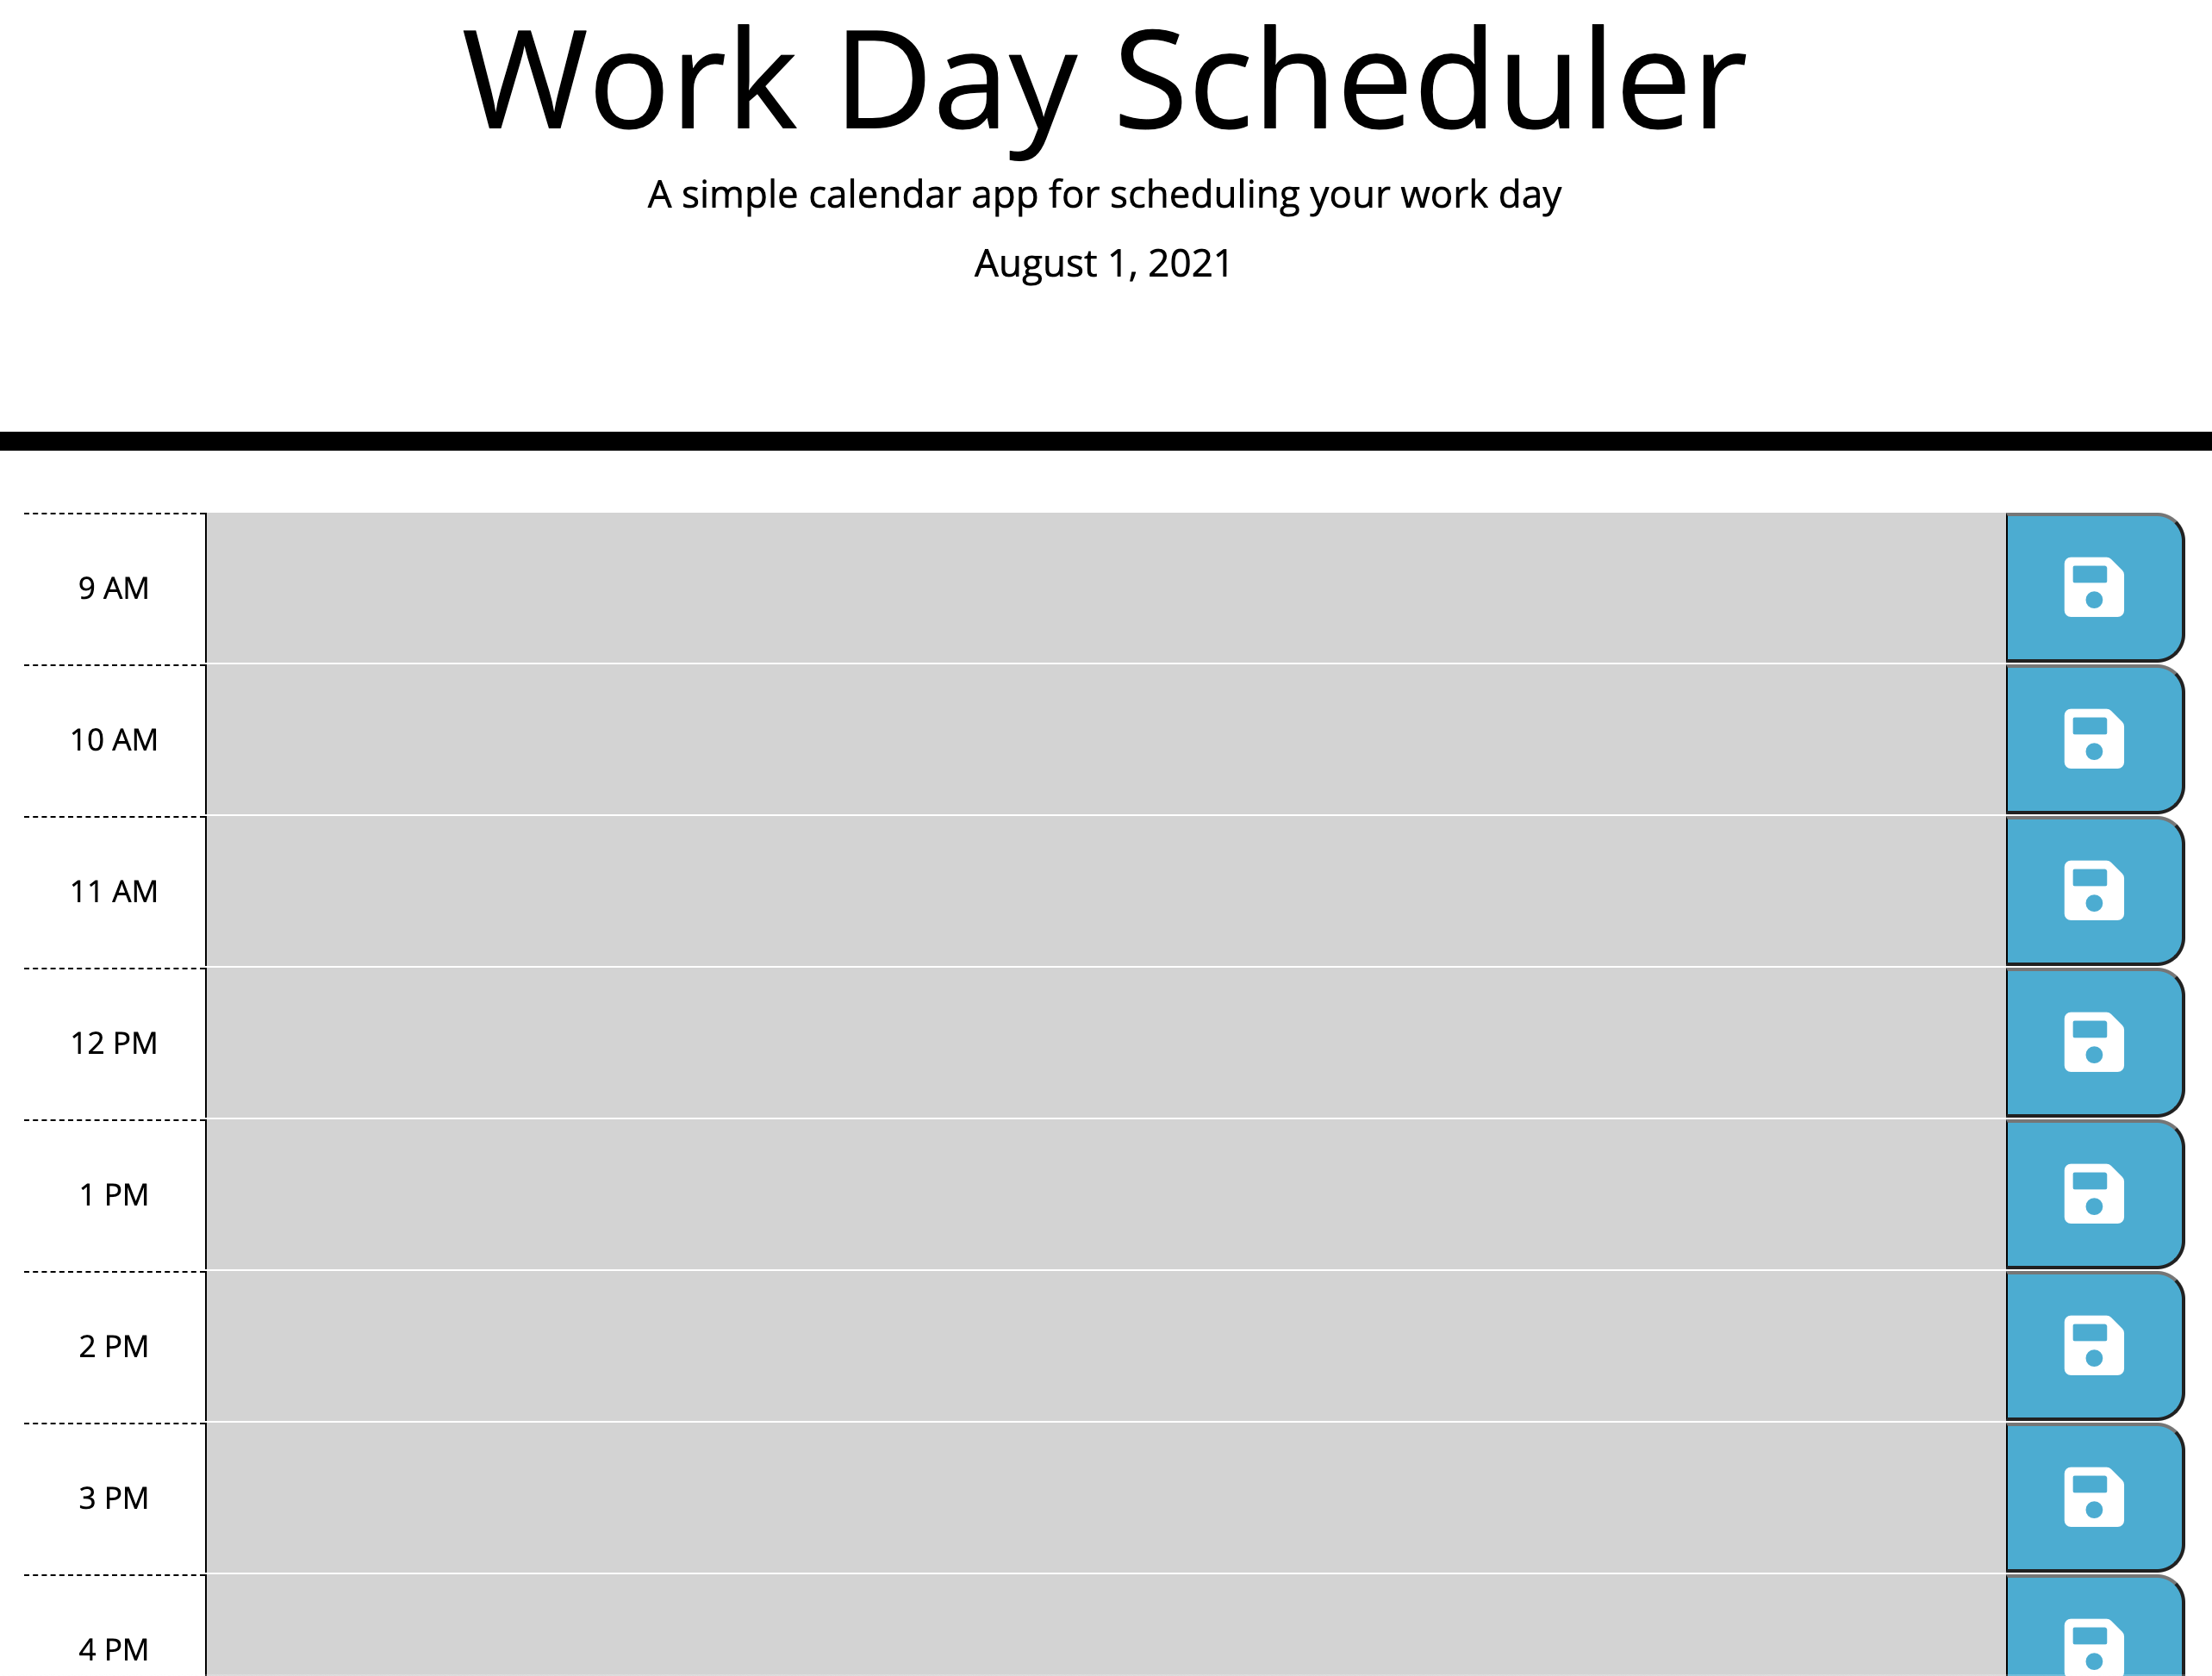 Work Day Scheduler
A simple calendar app for scheduling your work day
August 1, 2021
9 AM
10 AM
11 AM
12 PM
1 PM
2 PM
3 PM
4 PM